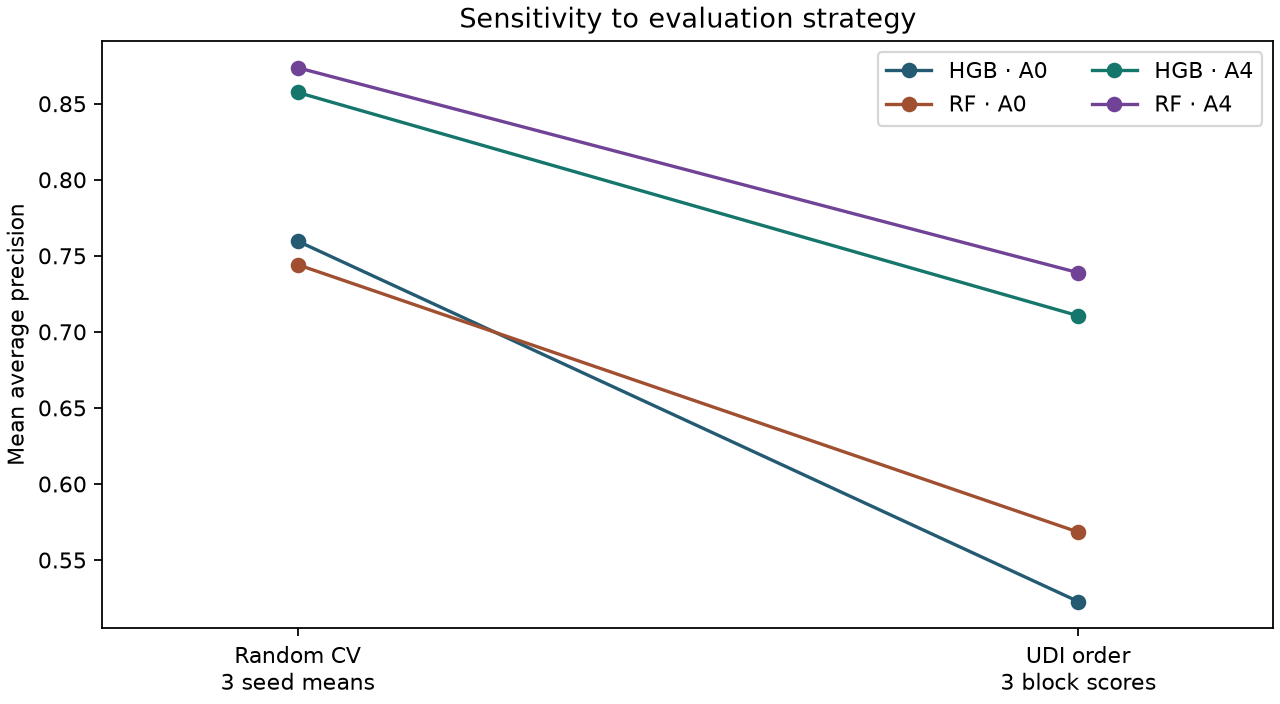 Sensitivity to evaluation strategy
HGB · A0
HGB · A4
RF · A0
RF · A4
Mean average precision
0.85
0.80
0.75
0.70
0.65
0.60
0.55
Random CV
3 seed means
UDI order
3 block scores